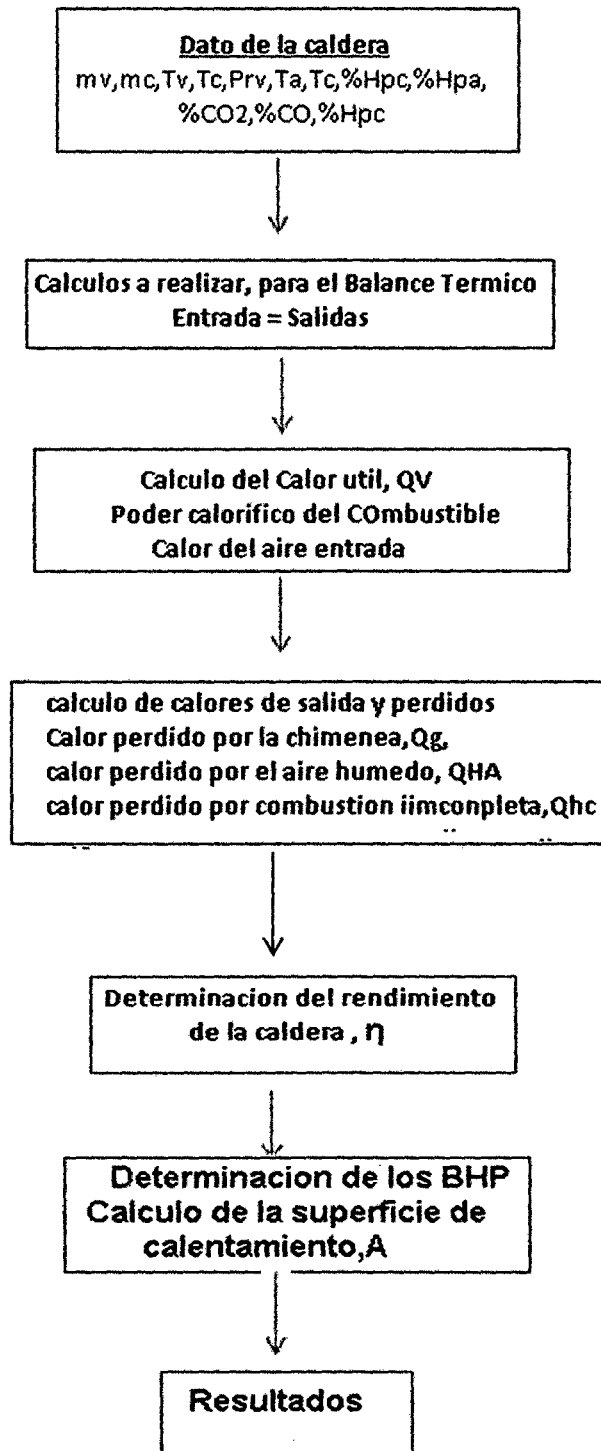 Dato de la caldera
mv,mc,Tv,Tc,Prv,Ta,Tc,%Hpc,%Hpa,
%CO2,%CO,%Hpc
Calculos a realizar, para el Balance Termico
Entrada = Salidas
Calculo del Calor util, QV
Poder calorífico del COmbustible
Calor del aire entrada
calculo de calores de salida y perdidos
Calor perdido por la chimenea,Qg,
calor perdido por el aire humedo, QHA
calor perdido por combustion iimconpleta,Qhc
Determinacion del rendimiento
de la caldera , η
Determinacion de los BHP
Calculo de la superficie de
calentamiento,A
Resultados